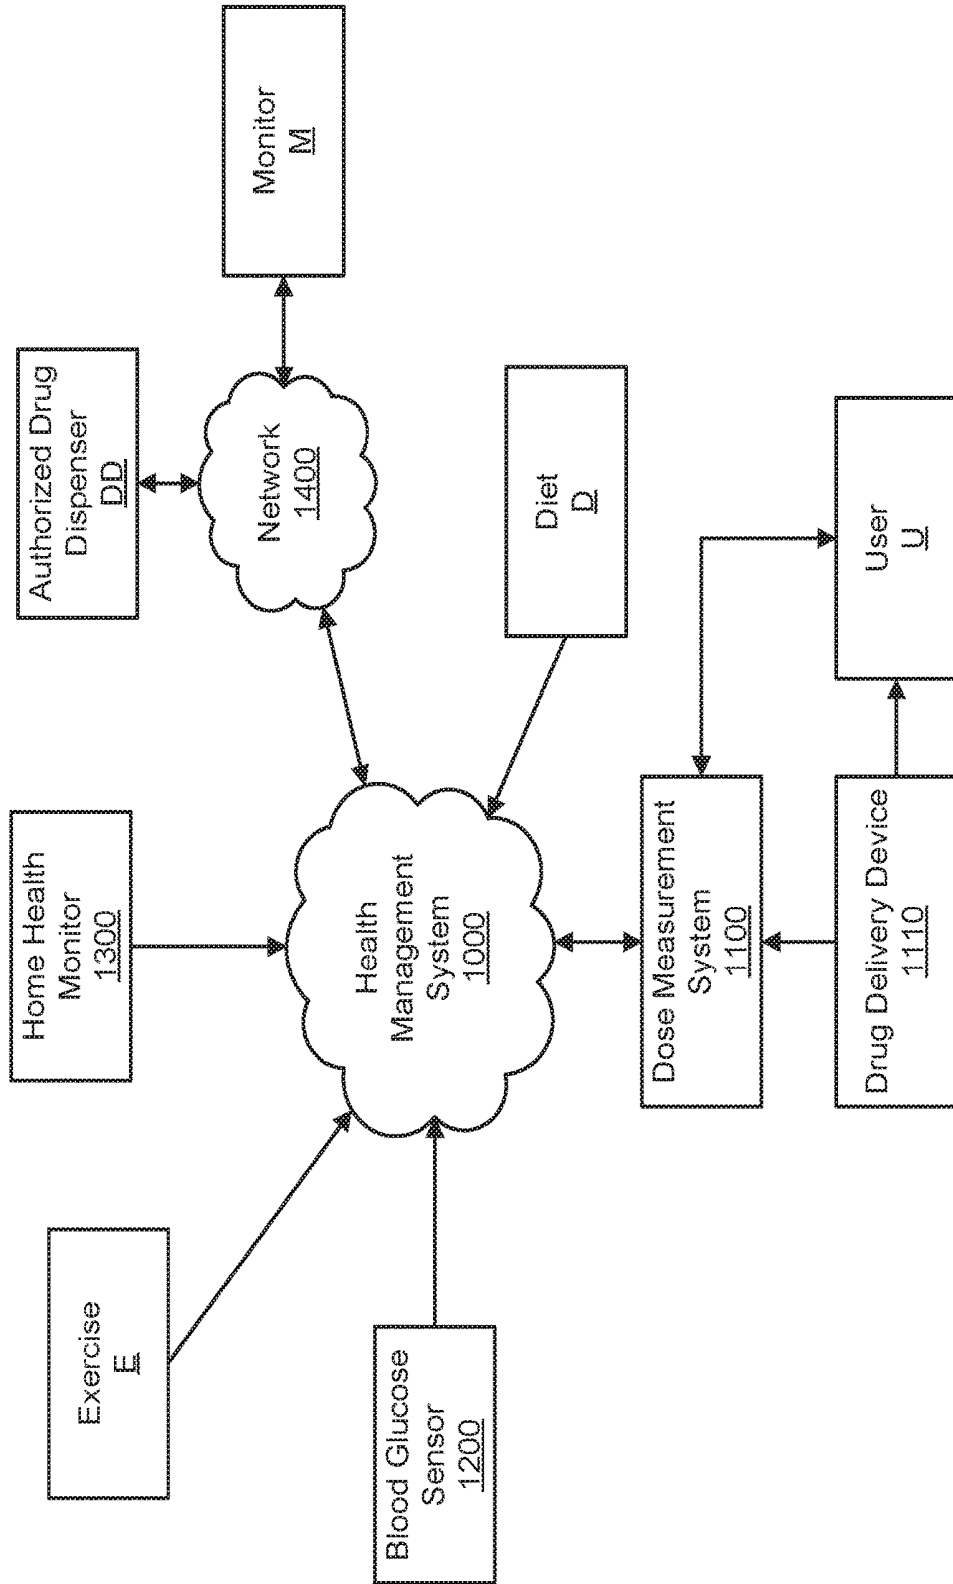 Exercise
E
Home Health
Monitor
1300
Authorized Drug
Dispenser
DD
Monitor
M
Network
1400
Blood Glucose
Sensor
1200
Health
Management
System
1000
Diet
D
Dose Measurement
System
1100
Drug Delivery Device
1110
User
U